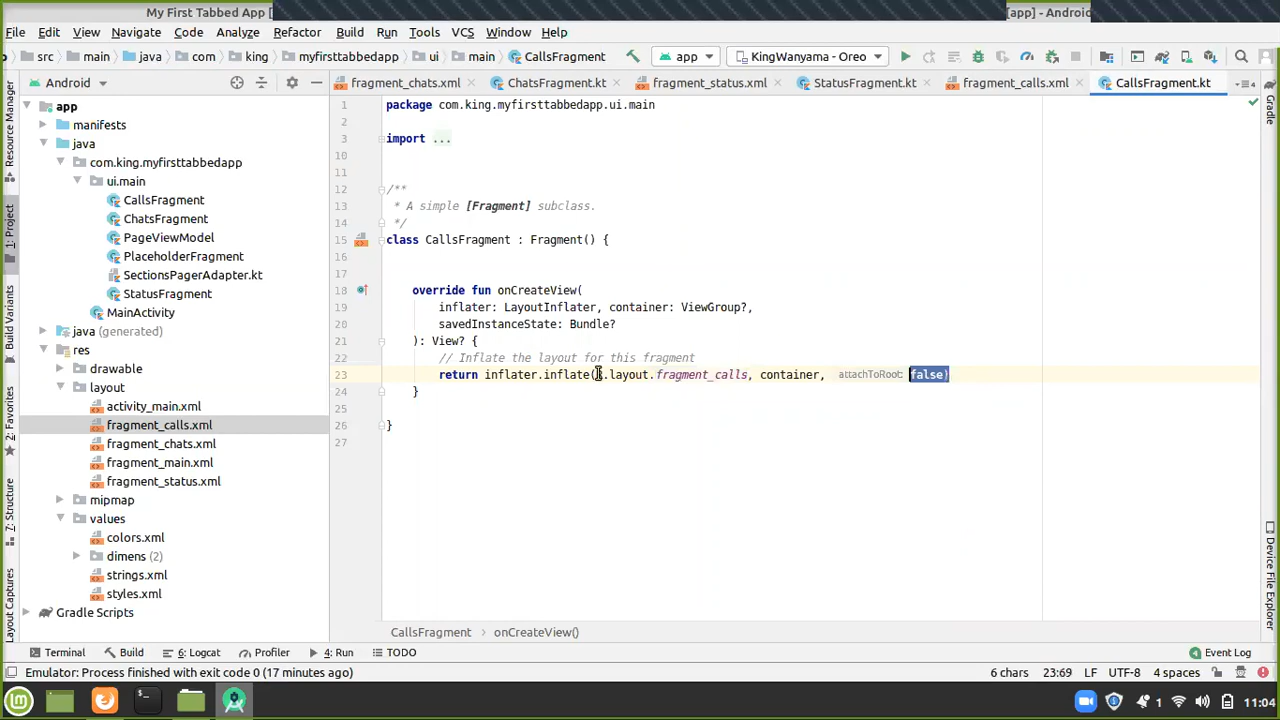 My First Tabbed App [app] - Android
File Edit View Navigate Code Analyze Refactor Build Run Tools VCS Window Help
src main java com king myfirsttabbedapp ui main CallsFragment app KingWanyama - Oreo
Android fragment_chats.xml ChatsFragment.kt fragment_status.xml StatusFragment.kt fragment_calls.xml CallsFragment.kt
Resource Manager
1: Project
Build Variants
2: Favorites
7: Structure
Layout Captures
app
manifests
java
com.king.myfirsttabbedapp
ui.main
CallsFragment
ChatsFragment
PageViewModel
PlaceholderFragment
SectionsPagerAdapter.kt
StatusFragment
MainActivity
java (generated)
res
drawable
layout
activity_main.xml
fragment_calls.xml
fragment_chats.xml
fragment_main.xml
fragment_status.xml
mipmap
values
colors.xml
dimens (2)
strings.xml
styles.xml
Gradle Scripts
1 package com.king.myfirsttabbedapp.ui.main
2
3 import ...
10
11
12 /**
13 * A simple [Fragment] subclass.
14 */
15 class CallsFragment : Fragment() {
16
17
18 override fun onCreateView(
19 inflater: LayoutInflater, container: ViewGroup?,
20 savedInstanceState: Bundle?
21 ): View? {
22 // Inflate the layout for this fragment
23 return inflater.inflate( .layout.fragment_calls, container, attachToRoot: false)
24 }
25
26 }
27
Gradle
Device File Explorer
CallsFragment onCreateView()
Terminal Build 6: Logcat Profiler 4: Run TODO 4 Event Log
Emulator: Process finished with exit code 0 (17 minutes ago) 6 chars 23:69 LF UTF-8 4 spaces
1 11:04